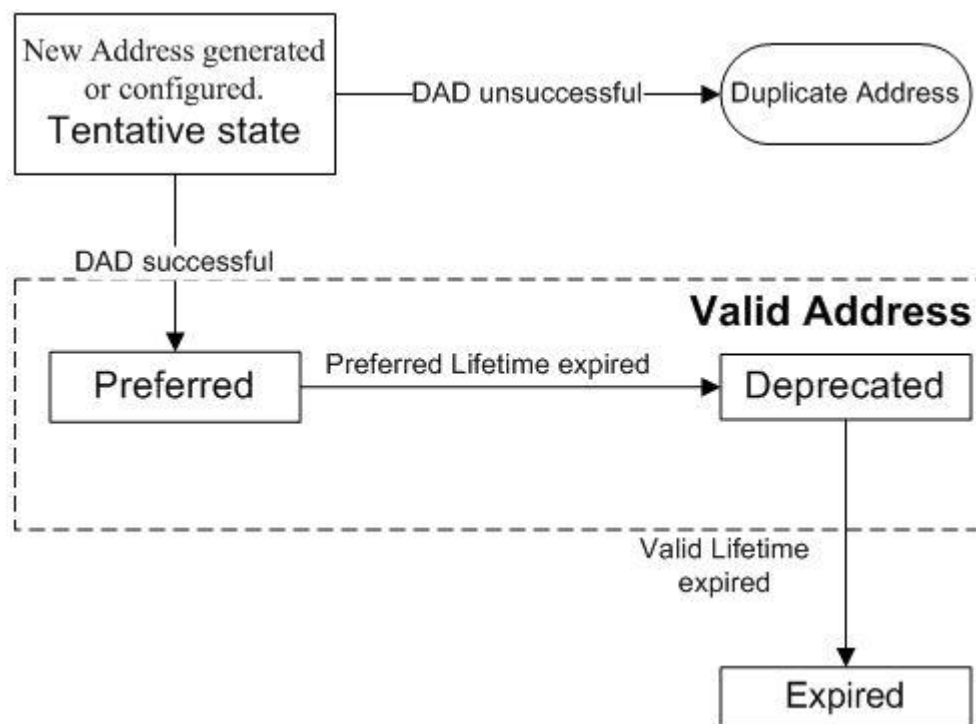 New Address generated
or configured.
Tentative state
DAD unsuccessful
Duplicate Address
DAD successful
Valid Address
Preferred
Preferred Lifetime expired
Deprecated
Valid Lifetime
expired
Expired